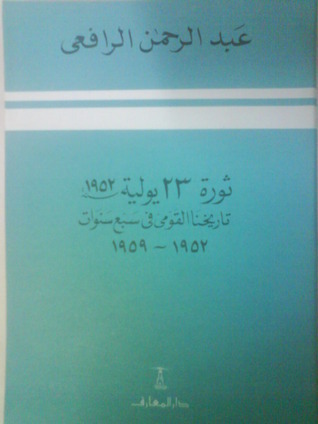 عبد الرحمن الرافعى
ثورة ٢٣ يولية ١٩٥٢
تاريخنا القومى فى سبع سنوات
١٩٥٢ - ١٩٥٩
دار المعارف